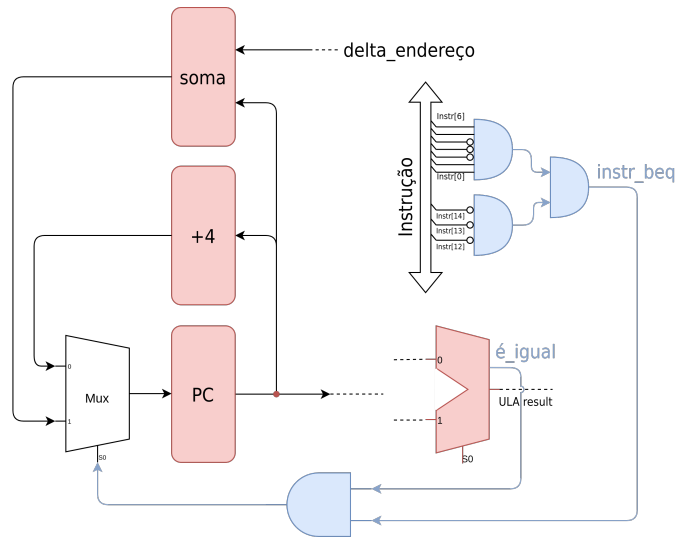 soma
delta_endereço
Instr[6]
Instr[0]
instr_beq
Instrução
Instr[14]
Instr[13]
Instr[12]
+4
0
Mux
1
S0
PC
0
é_igual
ULA result
1
S0